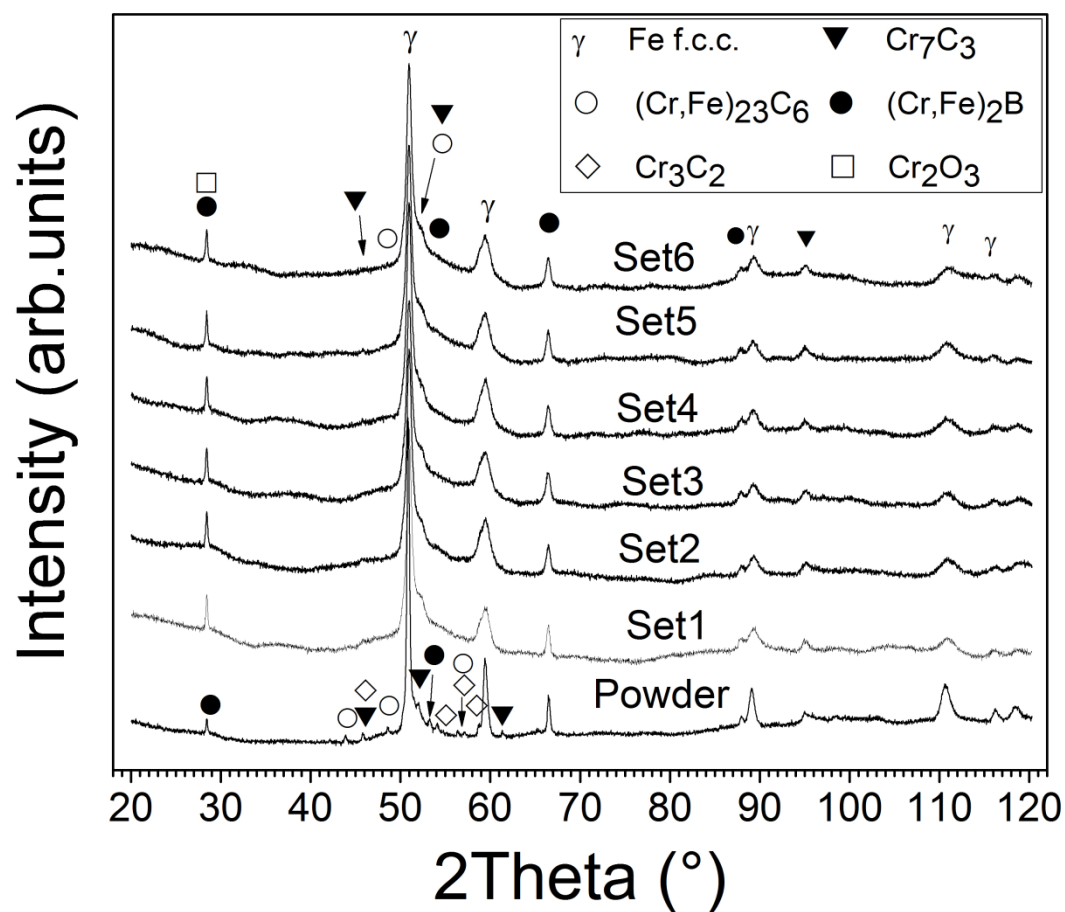 γ Fe f.c.c. ▼ Cr7C3
○ (Cr,Fe)23C6 ● (Cr,Fe)2B
◇ Cr3C2 □ Cr2O3
γ
γ
γ
γ
γ
Set6
Set5
Set4
Set3
Set2
Set1
Powder
Intensity (arb.units)
20 30 40 50 60 70 80 90 100 110 120
2Theta (°)